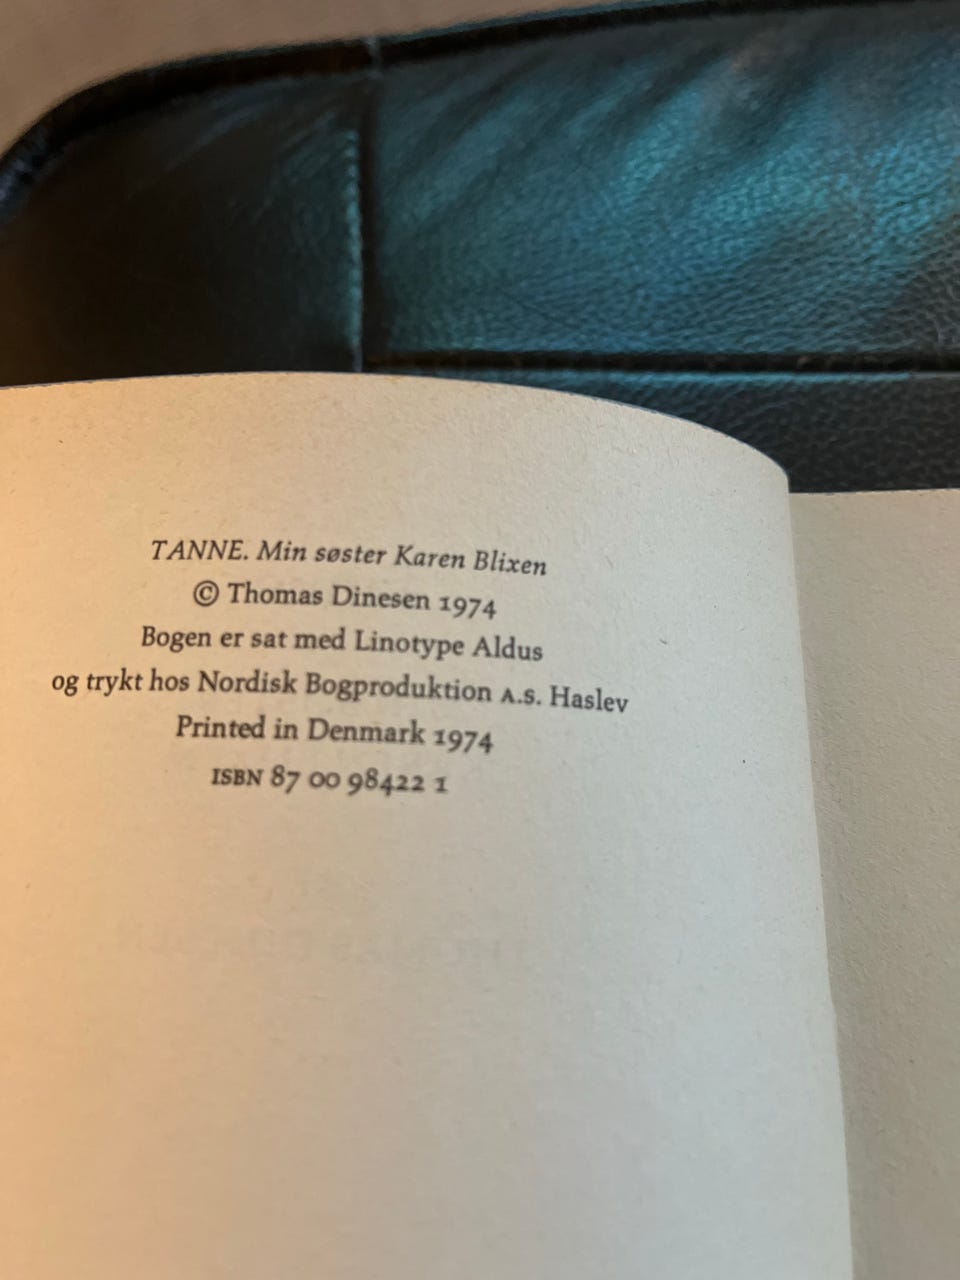 TANNE. Min søster Karen Blixen
© Thomas Dinesen 1974
Bogen er sat med Linotype Aldus
og trykt hos Nordisk Bogproduktion A.S. Haslev
Printed in Denmark 1974
ISBN 87 00 98422 1